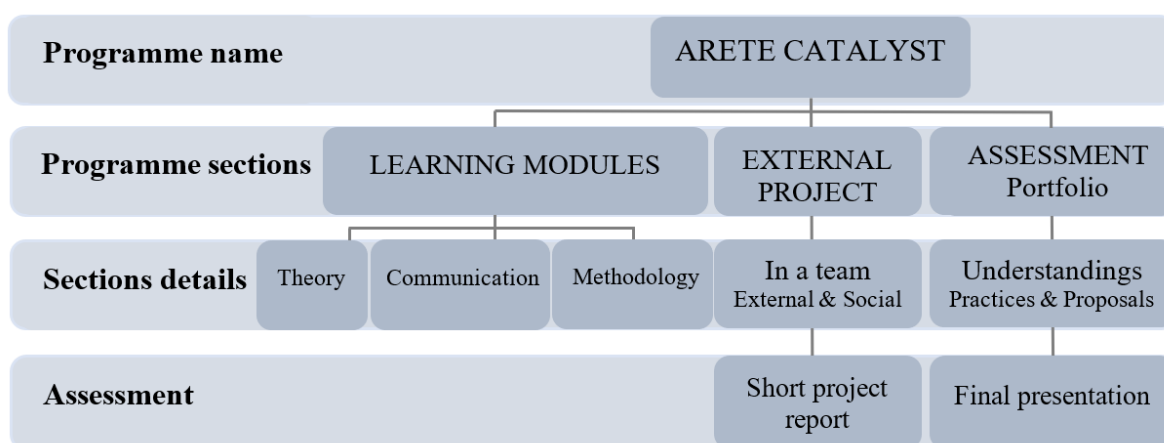 Programme name
ARETE CATALYST
Programme sections
LEARNING MODULES
EXTERNAL
PROJECT
ASSESSMENT
Portfolio
Sections details
Theory
Communication
Methodology
In a team
External & Social
Understandings
Practices & Proposals
Assessment
Short project
report
Final presentation